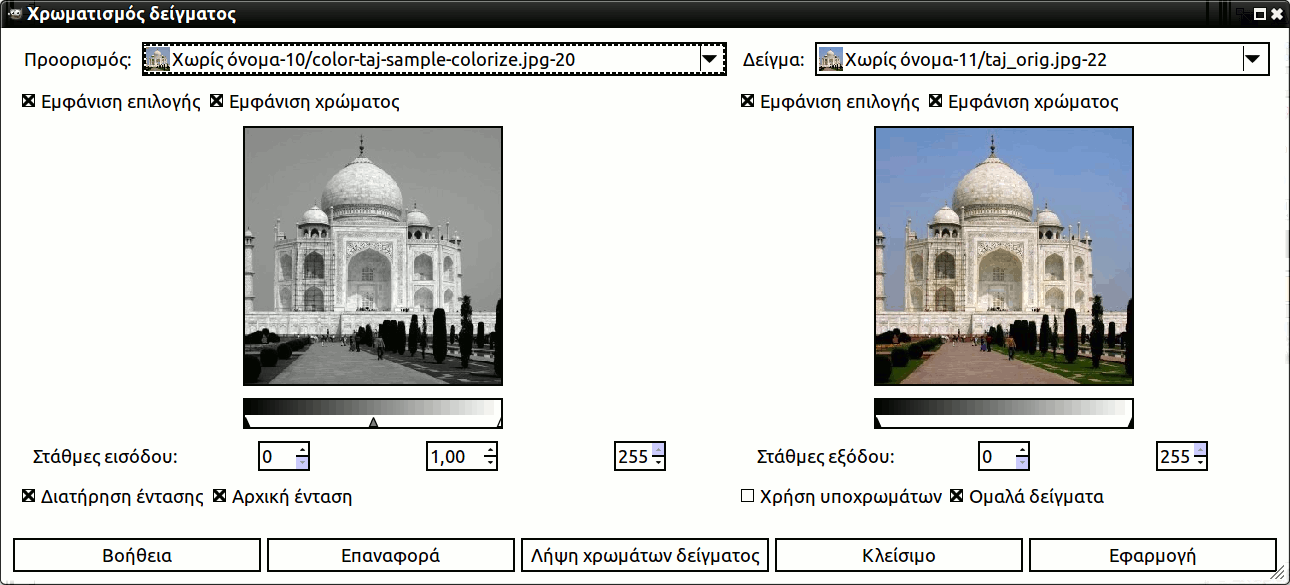 Χρωματισμός δείγματος
Προορισμός: Χωρίς όνομα-10/color-taj-sample-colorize.jpg-20 Δείγμα: Χωρίς όνομα-11/taj_orig.jpg-22
Εμφάνιση επιλογής Εμφάνιση χρώματος Εμφάνιση επιλογής Εμφάνιση χρώματος
Στάθμες εισόδου: 0 1,00 255 Στάθμες εξόδου: 0 255
Διατήρηση έντασης Αρχική ένταση Χρήση υποχρωμάτων Ομαλά δείγματα
Βοήθεια Επαναφορά Λήψη χρωμάτων δείγματος Κλείσιμο Εφαρμογή